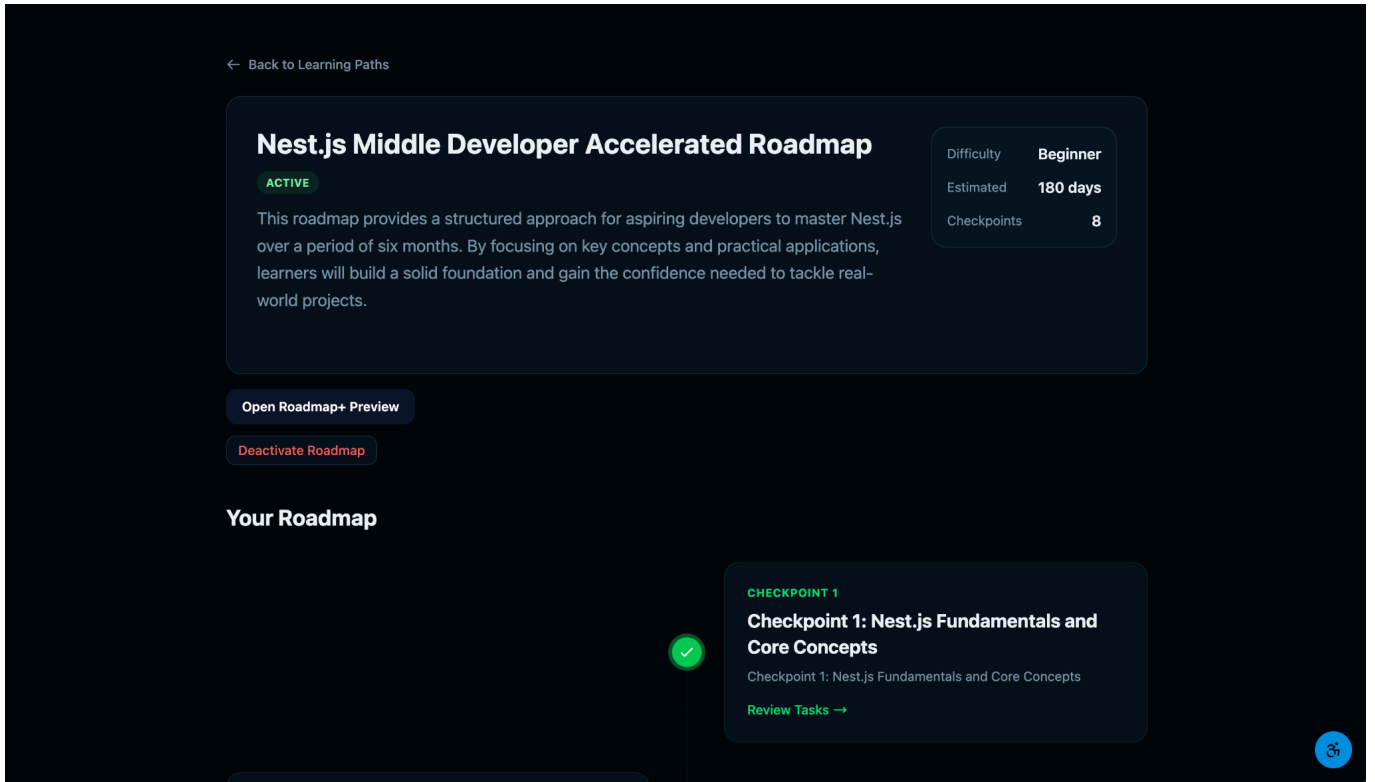 ← Back to Learning Paths
Nest.js Middle Developer Accelerated Roadmap
ACTIVE
This roadmap provides a structured approach for aspiring developers to master Nest.js
over a period of six months. By focusing on key concepts and practical applications,
learners will build a solid foundation and gain the confidence needed to tackle real-
world projects.
Difficulty Beginner
Estimated 180 days
Checkpoints 8
Open Roadmap+ Preview
Deactivate Roadmap
Your Roadmap
CHECKPOINT 1
Checkpoint 1: Nest.js Fundamentals and
Core Concepts
Checkpoint 1: Nest.js Fundamentals and Core Concepts
Review Tasks →